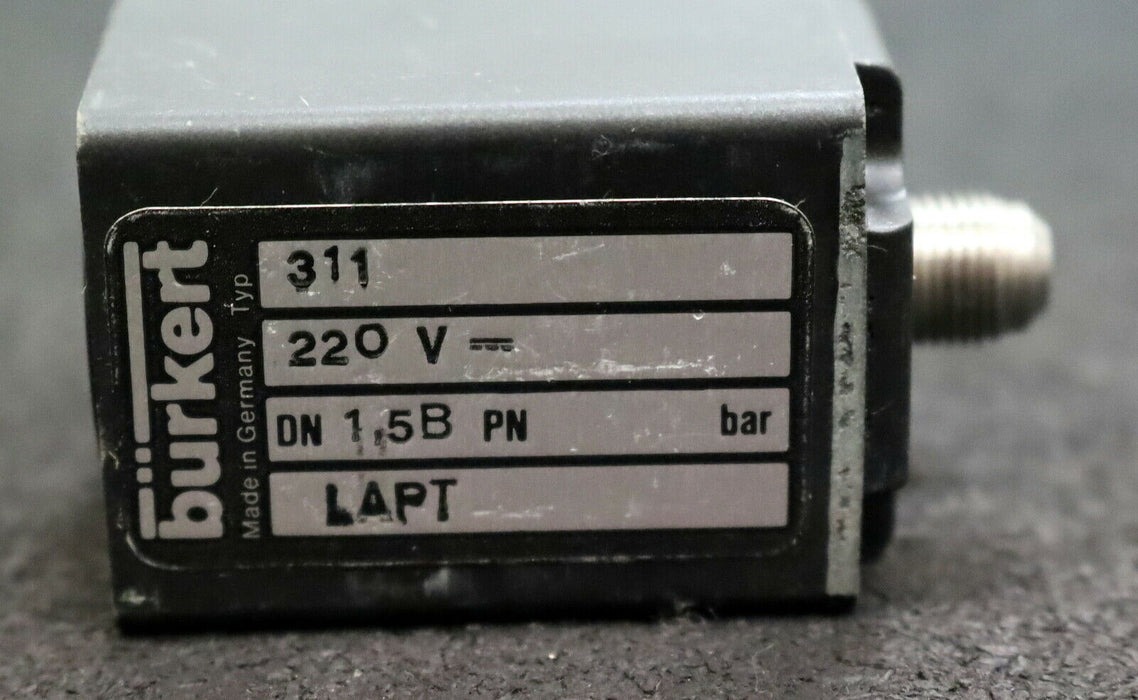 bürkert
Made in Germany Typ
311
220 V ⎓
DN 1,5B PN bar
LAPT